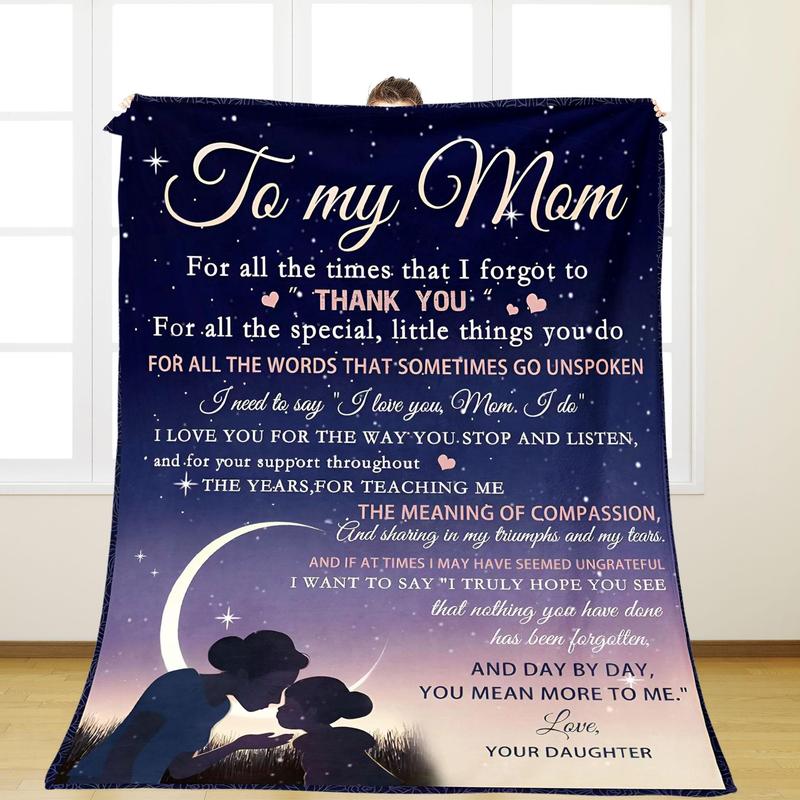 To my Mom
For all the times that I forgot to
" THANK YOU "
For all the special, little things you do
FOR ALL THE WORDS THAT SOMETIMES GO UNSPOKEN
I need to say "I love you, Mom. I do"
I LOVE YOU FOR THE WAY YOU STOP AND LISTEN,
and for your support throughout
THE YEARS,FOR TEACHING ME
THE MEANING OF COMPASSION,
And sharing in my triumphs and my tears.
AND IF AT TIMES I MAY HAVE SEEMED UNGRATEFUL
I WANT TO SAY "I TRULY HOPE YOU SEE
that nothing you have done
has been forgotten,
AND DAY BY DAY,
YOU MEAN MORE TO ME."
Love,
YOUR DAUGHTER